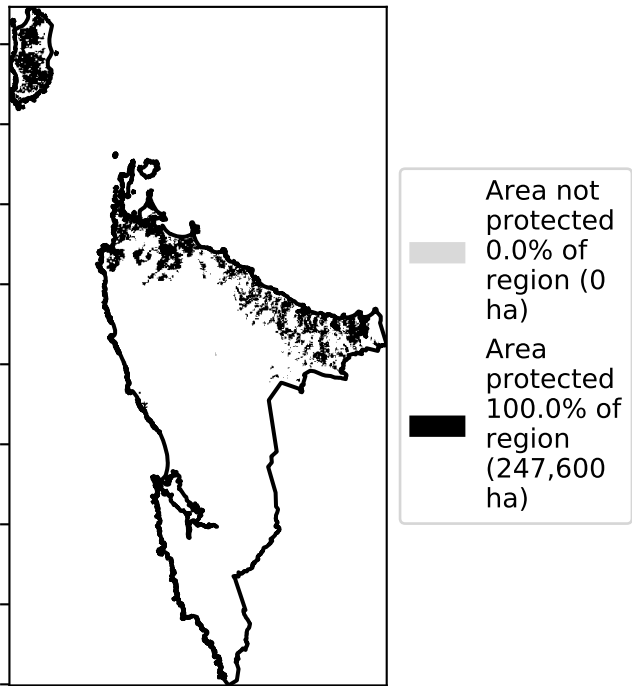 Area not
protected
0.0% of
region (0
ha)
Area
protected
100.0% of
region
(247,600
ha)